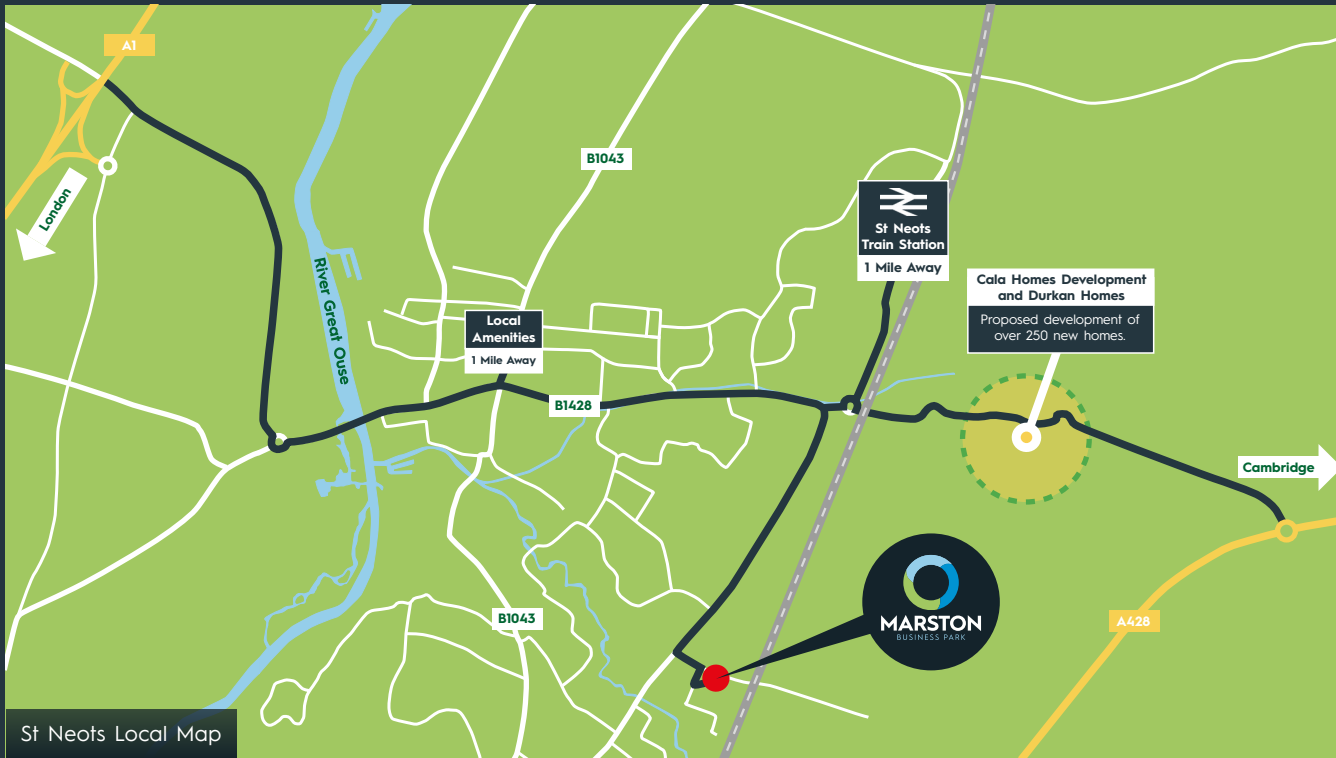 A1
London
River Great Ouse
B1043
St Neots
Train Station
1 Mile Away
Cala Homes Development
and Durkan Homes
Proposed development of
over 250 new homes.
Local
Amenities
1 Mile Away
B1428
Cambridge
MARSTON
BUSINESS PARK
B1043
A428
St Neots Local Map